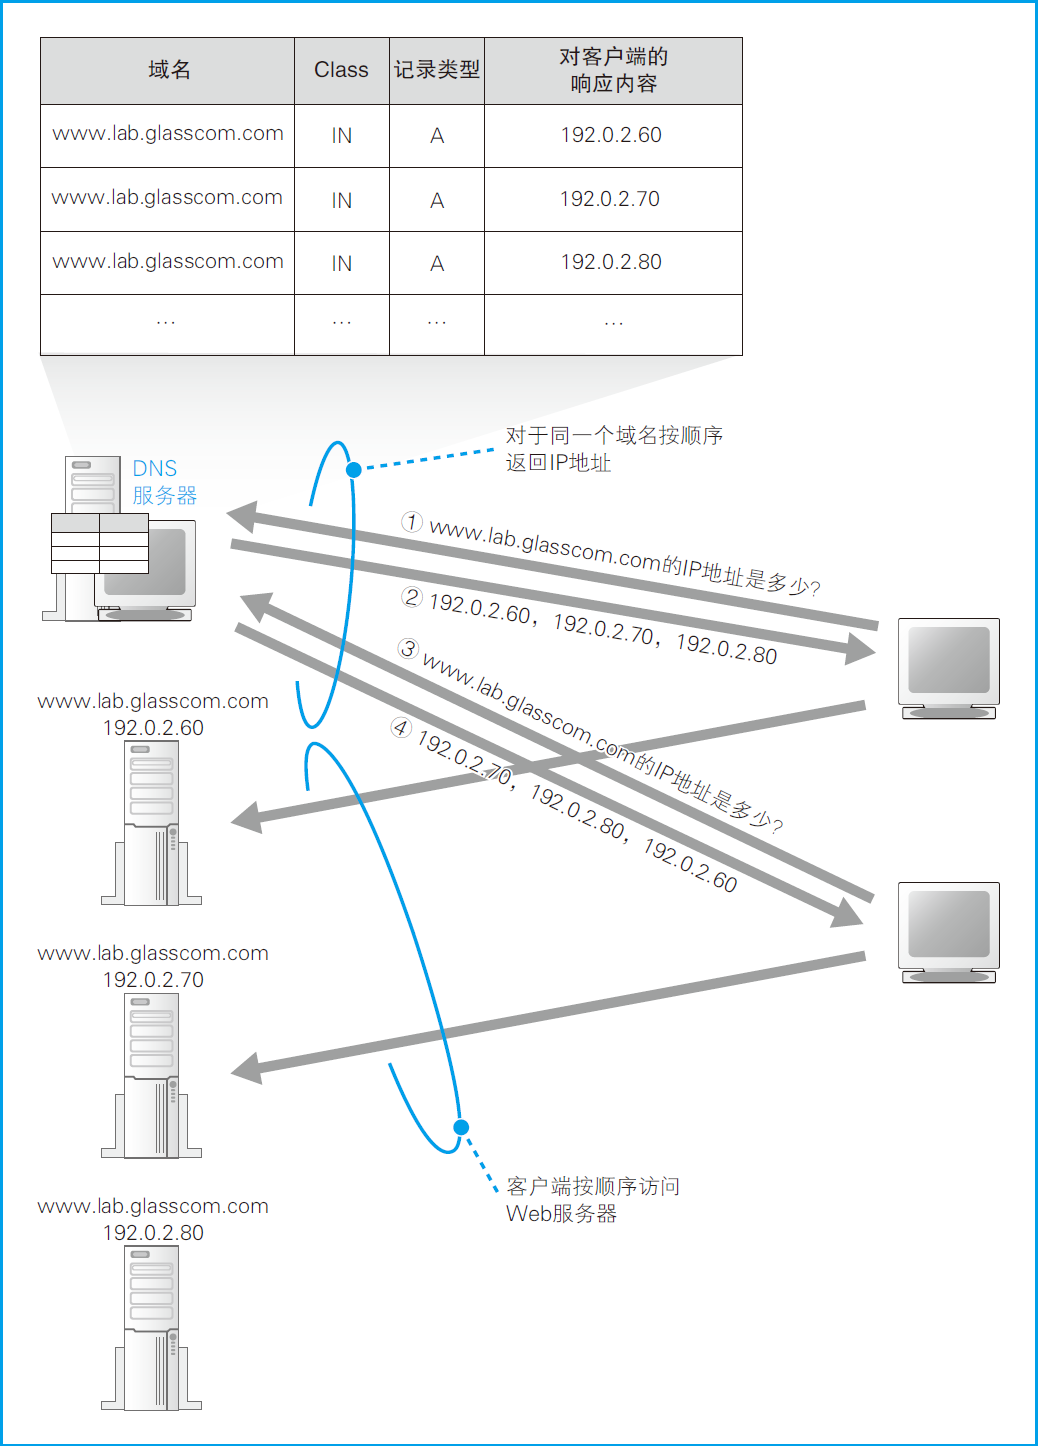 域名 Class 记录类型 对客户端的
响应内容
www.lab.glasscom.com IN A 192.0.2.60
www.lab.glasscom.com IN A 192.0.2.70
www.lab.glasscom.com IN A 192.0.2.80
… … … …
对于同一个域名按顺序
返回IP地址
DNS
服务器
① www.lab.glasscom.com的IP地址是多少?
② 192.0.2.60，192.0.2.70，192.0.2.80
③ www.lab.glasscom.com的IP地址是多少?
④ 192.0.2.70，192.0.2.80，192.0.2.60
www.lab.glasscom.com
192.0.2.60
www.lab.glasscom.com
192.0.2.70
客户端按顺序访问
Web服务器
www.lab.glasscom.com
192.0.2.80